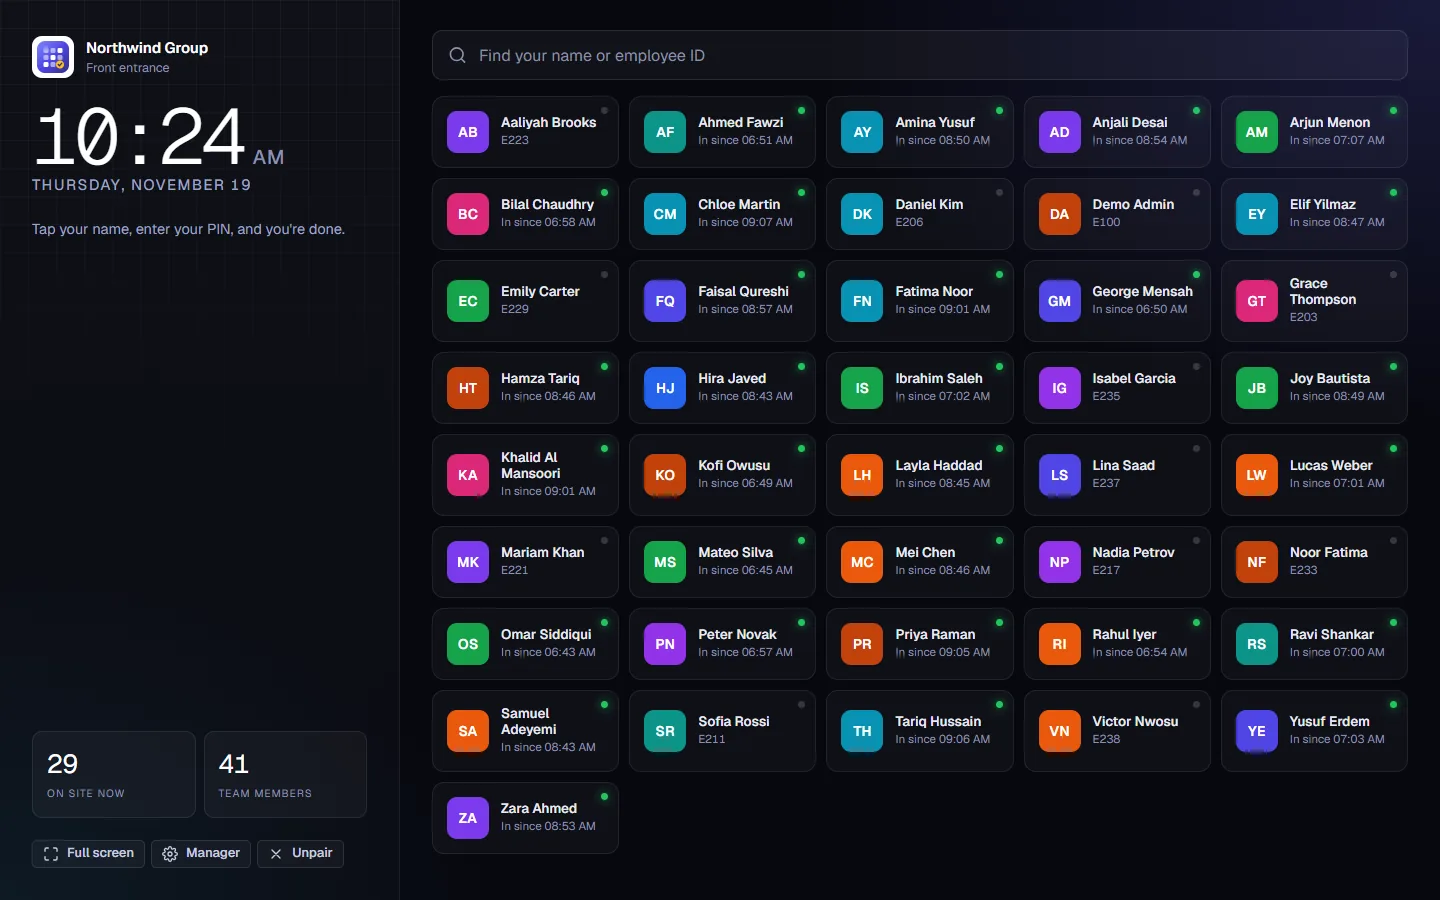 Northwind Group
Front entrance
10:24 AM
THURSDAY, NOVEMBER 19
Tap your name, enter your PIN, and you're done.
29
ON SITE NOW
41
TEAM MEMBERS
Full screen
Manager
Unpair
Find your name or employee ID
AB
Aaliyah Brooks
E223
AF
Ahmed Fawzi
In since 06:51 AM
AY
Amina Yusuf
In since 08:50 AM
AD
Anjali Desai
In since 08:54 AM
AM
Arjun Menon
In since 07:07 AM
BC
Bilal Chaudhry
In since 06:58 AM
CM
Chloe Martin
In since 09:07 AM
DK
Daniel Kim
E206
DA
Demo Admin
E100
EY
Elif Yilmaz
In since 08:47 AM
EC
Emily Carter
E229
FQ
Faisal Qureshi
In since 08:57 AM
FN
Fatima Noor
In since 09:01 AM
GM
George Mensah
In since 06:50 AM
GT
Grace
Thompson
E203
HT
Hamza Tariq
In since 08:46 AM
HJ
Hira Javed
In since 08:43 AM
IS
Ibrahim Saleh
In since 07:02 AM
IG
Isabel Garcia
E235
JB
Joy Bautista
In since 08:49 AM
KA
Khalid Al
Mansoori
In since 09:01 AM
KO
Kofi Owusu
In since 06:49 AM
LH
Layla Haddad
In since 08:45 AM
LS
Lina Saad
E237
LW
Lucas Weber
In since 07:01 AM
MK
Mariam Khan
E221
MS
Mateo Silva
In since 06:45 AM
MC
Mei Chen
In since 08:46 AM
NP
Nadia Petrov
E217
NF
Noor Fatima
E233
OS
Omar Siddiqui
In since 06:43 AM
PN
Peter Novak
In since 06:57 AM
PR
Priya Raman
In since 09:05 AM
RI
Rahul Iyer
In since 06:54 AM
RS
Ravi Shankar
In since 07:00 AM
SA
Samuel
Adeyemi
In since 08:43 AM
SR
Sofia Rossi
E211
TH
Tariq Hussain
In since 09:06 AM
VN
Victor Nwosu
E238
YE
Yusuf Erdem
In since 07:03 AM
ZA
Zara Ahmed
In since 08:53 AM